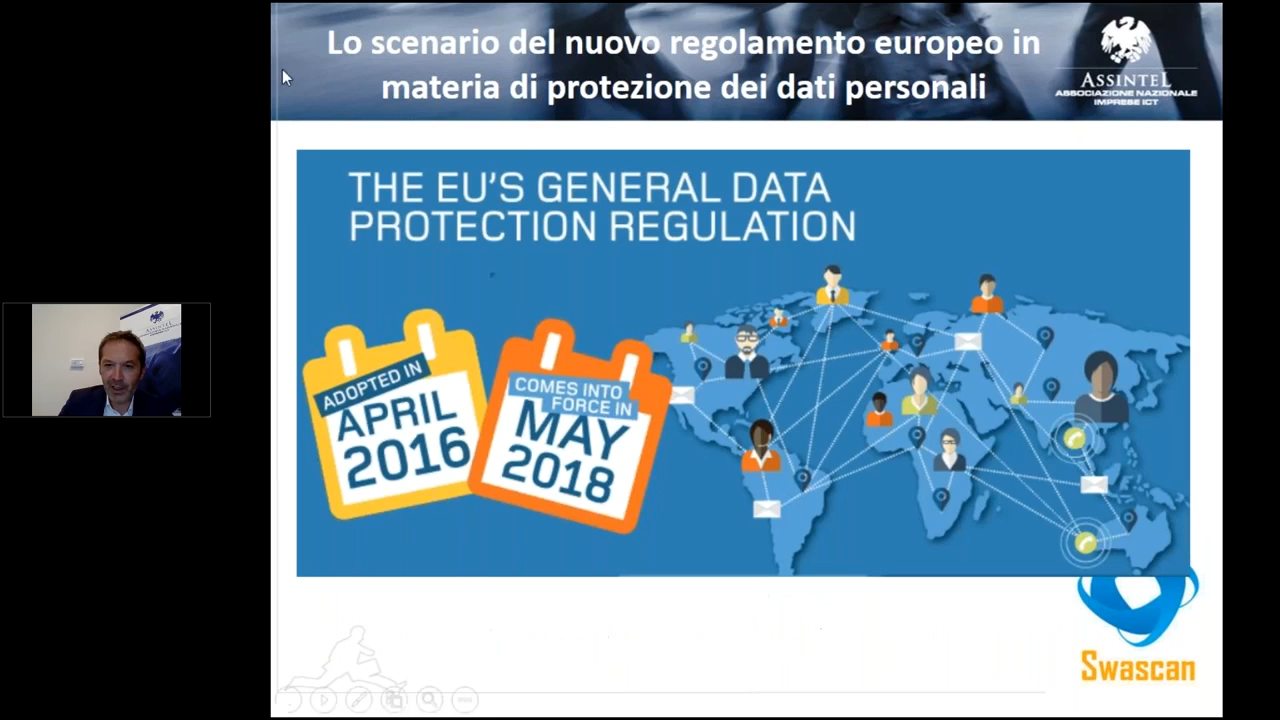 Lo scenario del nuovo regolamento europeo in
materia di protezione dei dati personali
ASSINTEL
ASSOCIAZIONE NAZIONALE
IMPRESE ICT
THE EU'S GENERAL DATA
PROTECTION REGULATION
ADOPTED IN
APRIL
2016
COMES INTO
FORCE IN
MAY
2018
ASSINTEL
Swascan